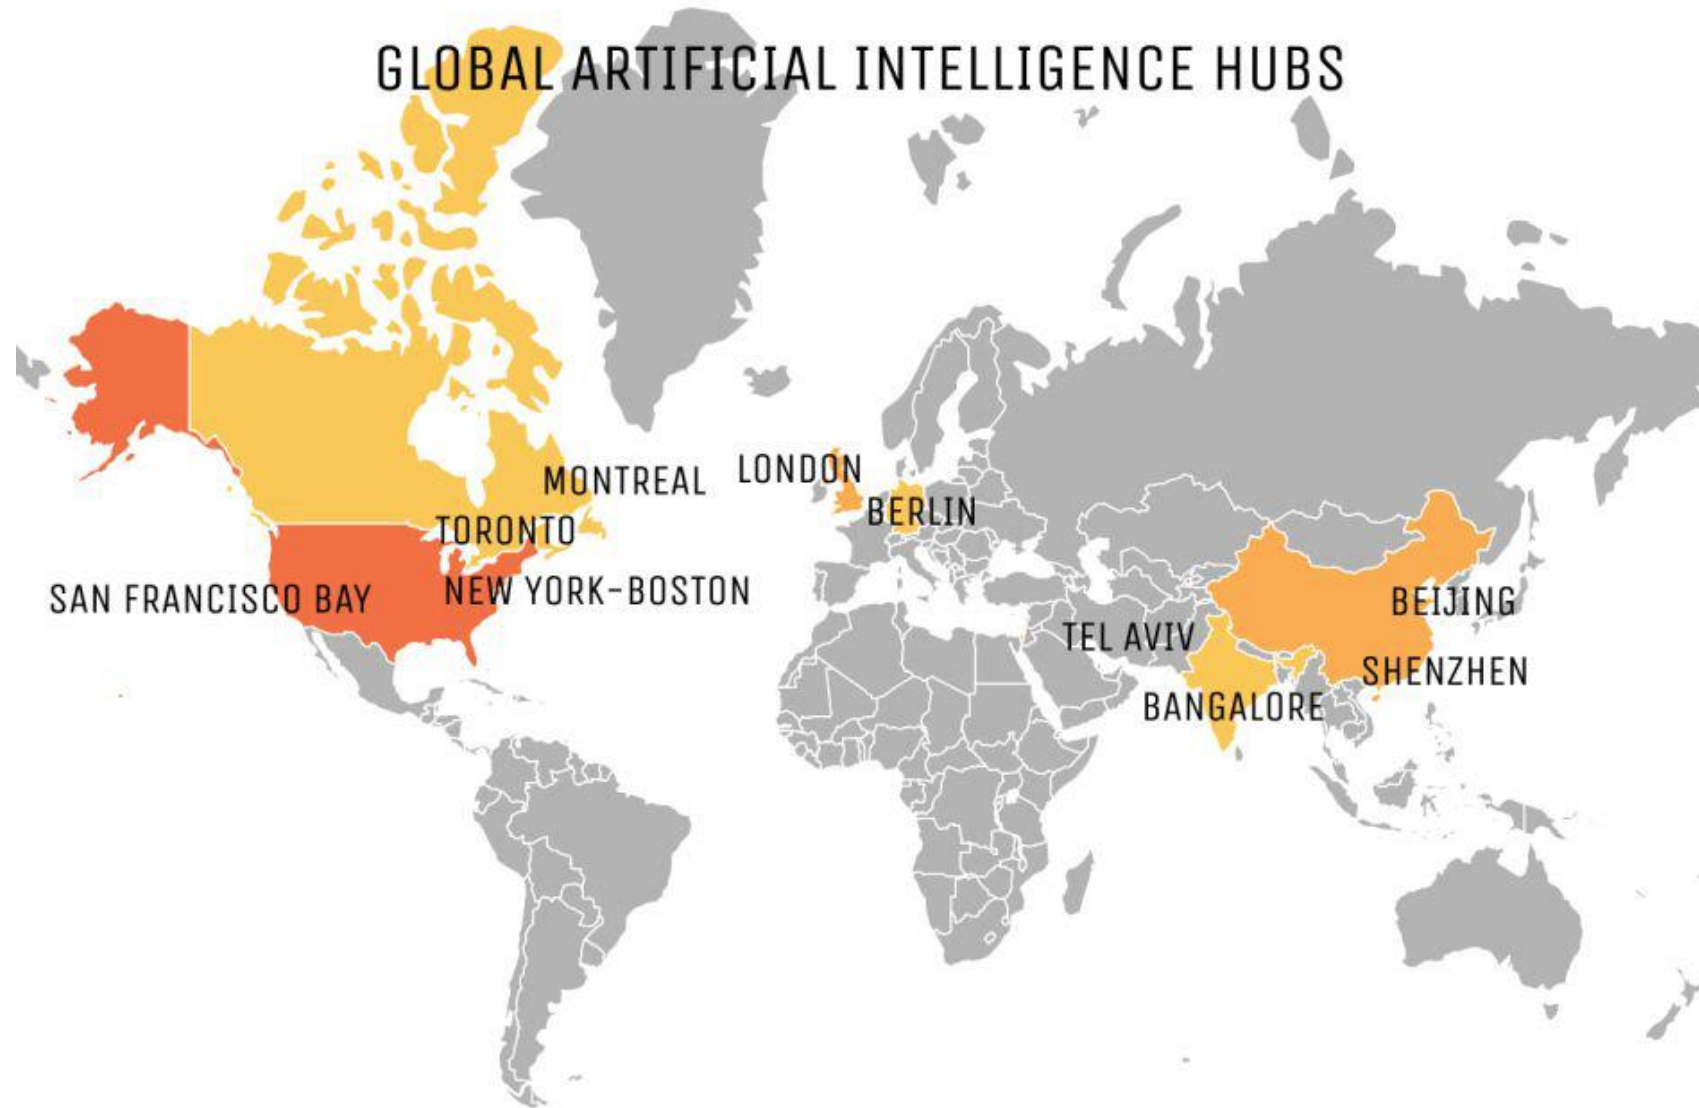 GLOBAL ARTIFICIAL INTELLIGENCE HUBS
MONTREAL
LONDON
BERLIN
TORONTO
SAN FRANCISCO BAY
NEW YORK-BOSTON
BEIJING
TEL AVIV
SHENZHEN
BANGALORE